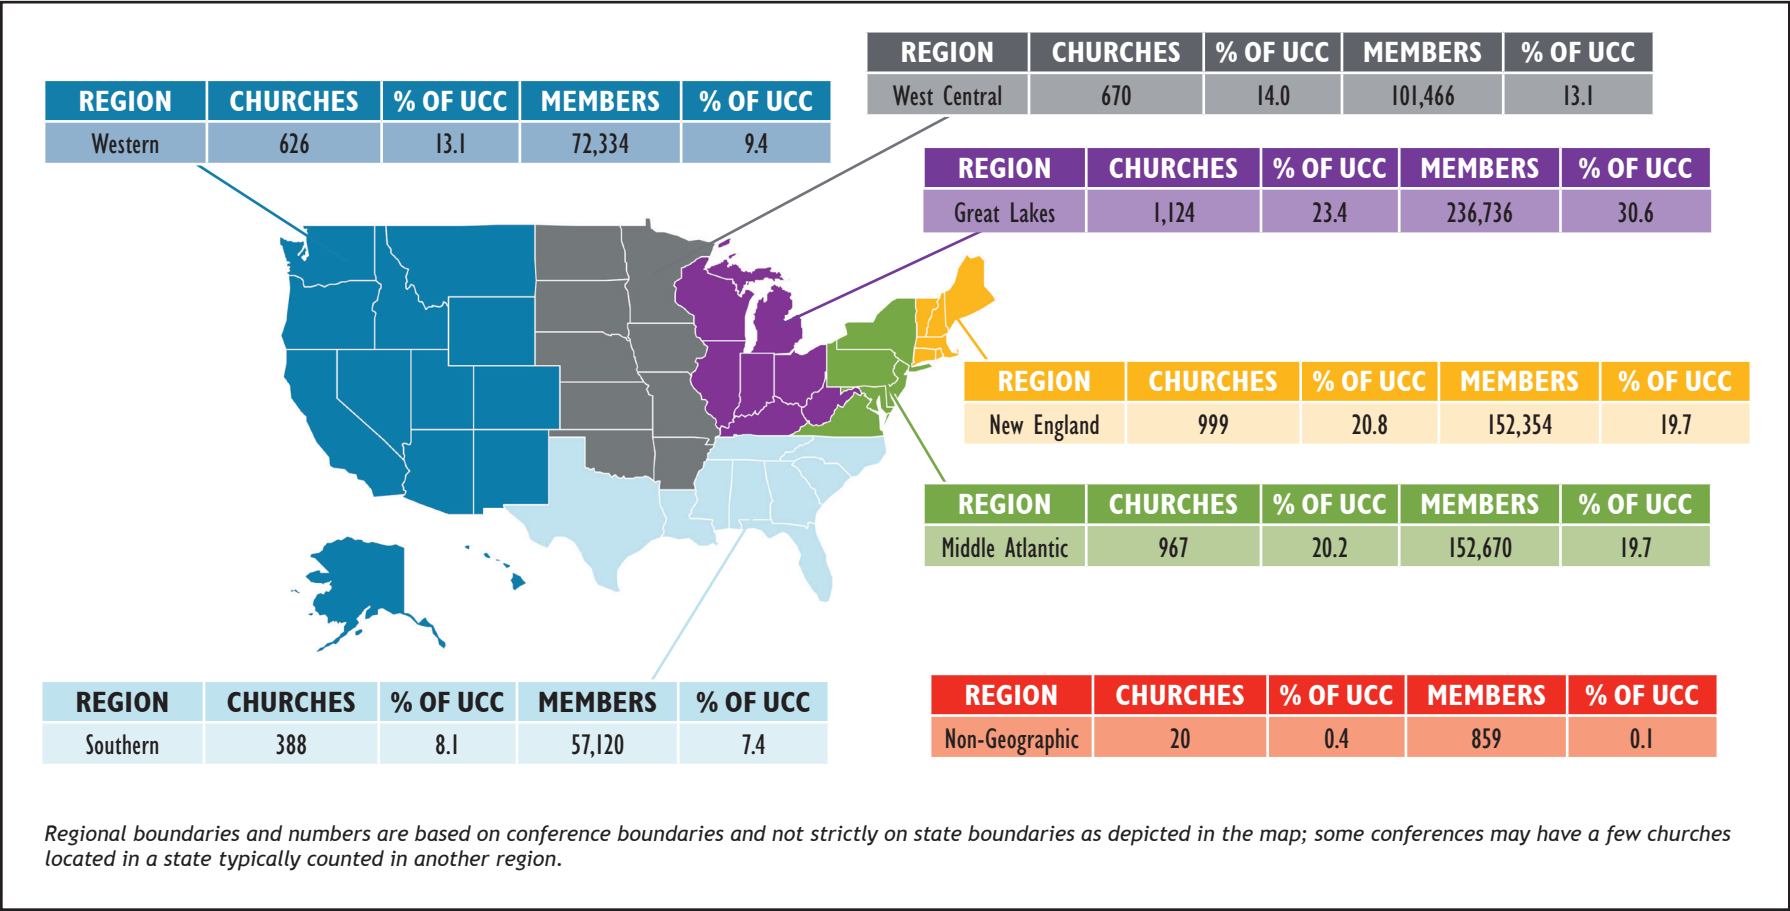 REGION CHURCHES % OF UCC MEMBERS % OF UCC
West Central 670 14.0 101,466 13.1
REGION CHURCHES % OF UCC MEMBERS % OF UCC
Western 626 13.1 72,334 9.4
REGION CHURCHES % OF UCC MEMBERS % OF UCC
Great Lakes 1,124 23.4 236,736 30.6
REGION CHURCHES % OF UCC MEMBERS % OF UCC
New England 999 20.8 152,354 19.7
REGION CHURCHES % OF UCC MEMBERS % OF UCC
Middle Atlantic 967 20.2 152,670 19.7
REGION CHURCHES % OF UCC MEMBERS % OF UCC
Southern 388 8.1 57,120 7.4
REGION CHURCHES % OF UCC MEMBERS % OF UCC
Non-Geographic 20 0.4 859 0.1
Regional boundaries and numbers are based on conference boundaries and not strictly on state boundaries as depicted in the map; some conferences may have a few churches
located in a state typically counted in another region.